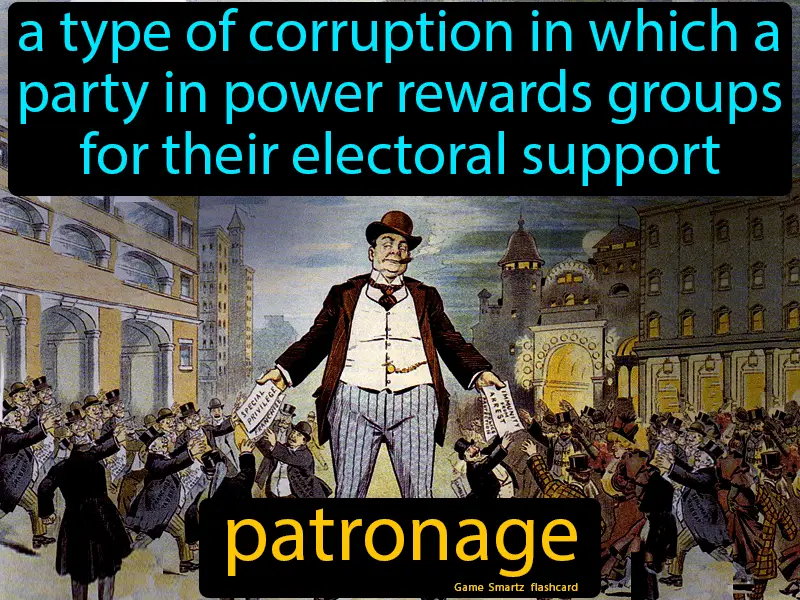 a type of corruption in which a
party in power rewards groups
for their electoral support
SPECIAL
PRIVILEGE
IMMUNITY
FROM
ARREST
patronage
Game Smartz flashcard